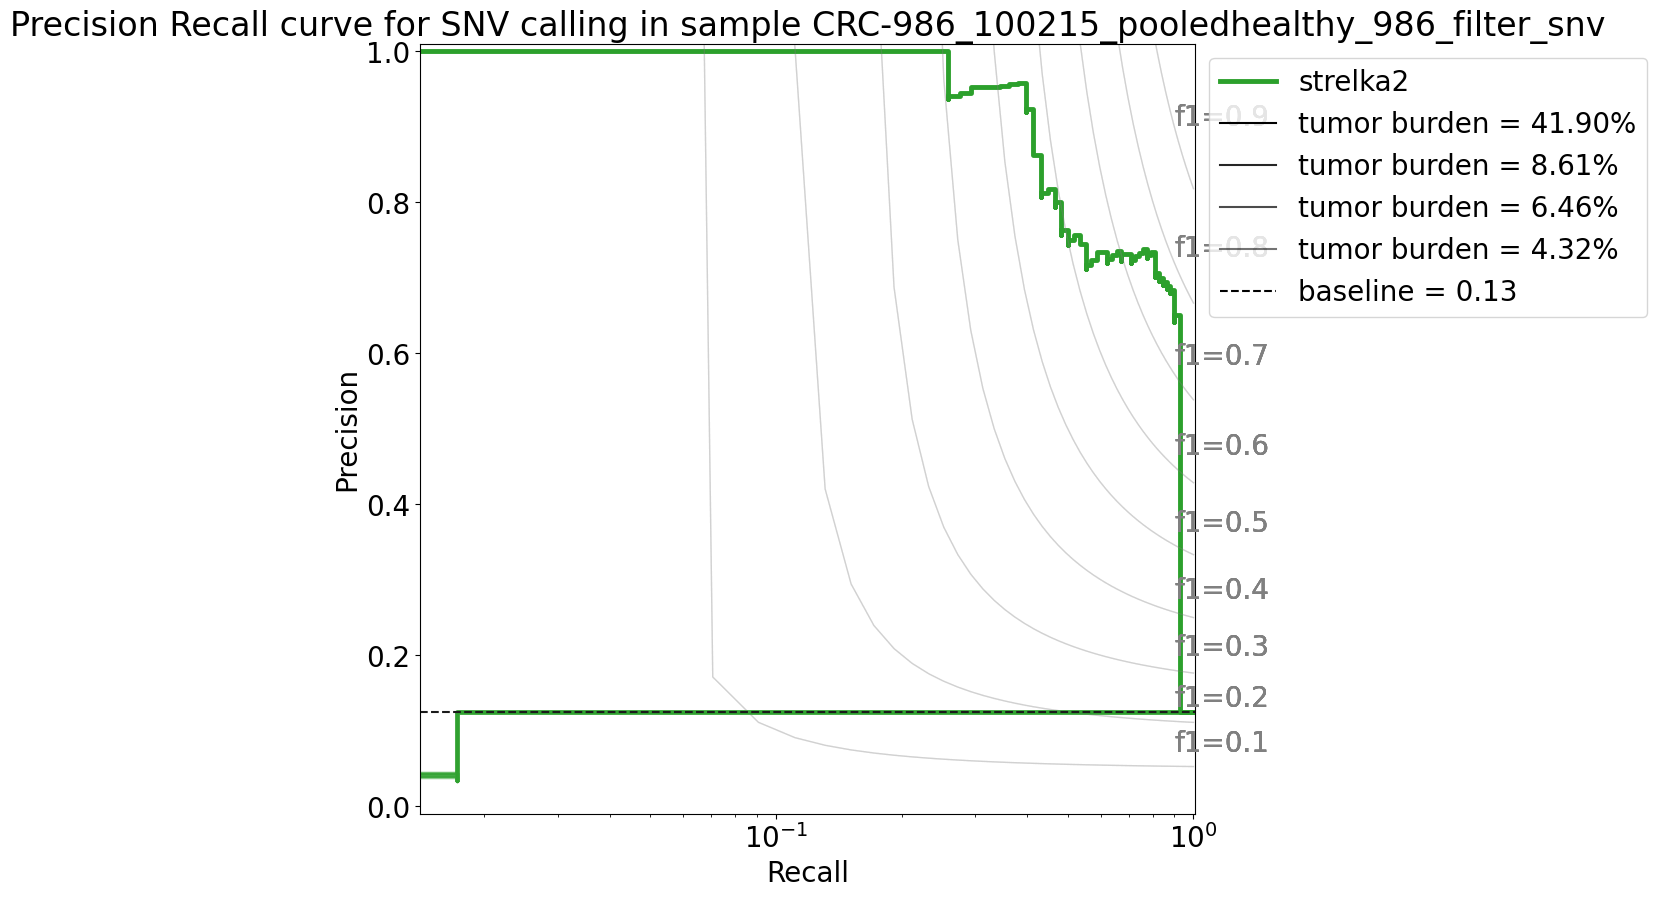 Precision Recall curve for SNV calling in sample CRC-986_100215_pooledhealthy_986_filter_snv
strelka2
tumor burden = 41.90%
tumor burden = 8.61%
tumor burden = 6.46%
tumor burden = 4.32%
baseline = 0.13
f1=0.9
f1=0.8
f1=0.7
f1=0.6
f1=0.5
f1=0.4
f1=0.3
f1=0.2
f1=0.1
Precision
1.0
0.8
0.6
0.4
0.2
0.0
10⁻¹
10⁰
Recall